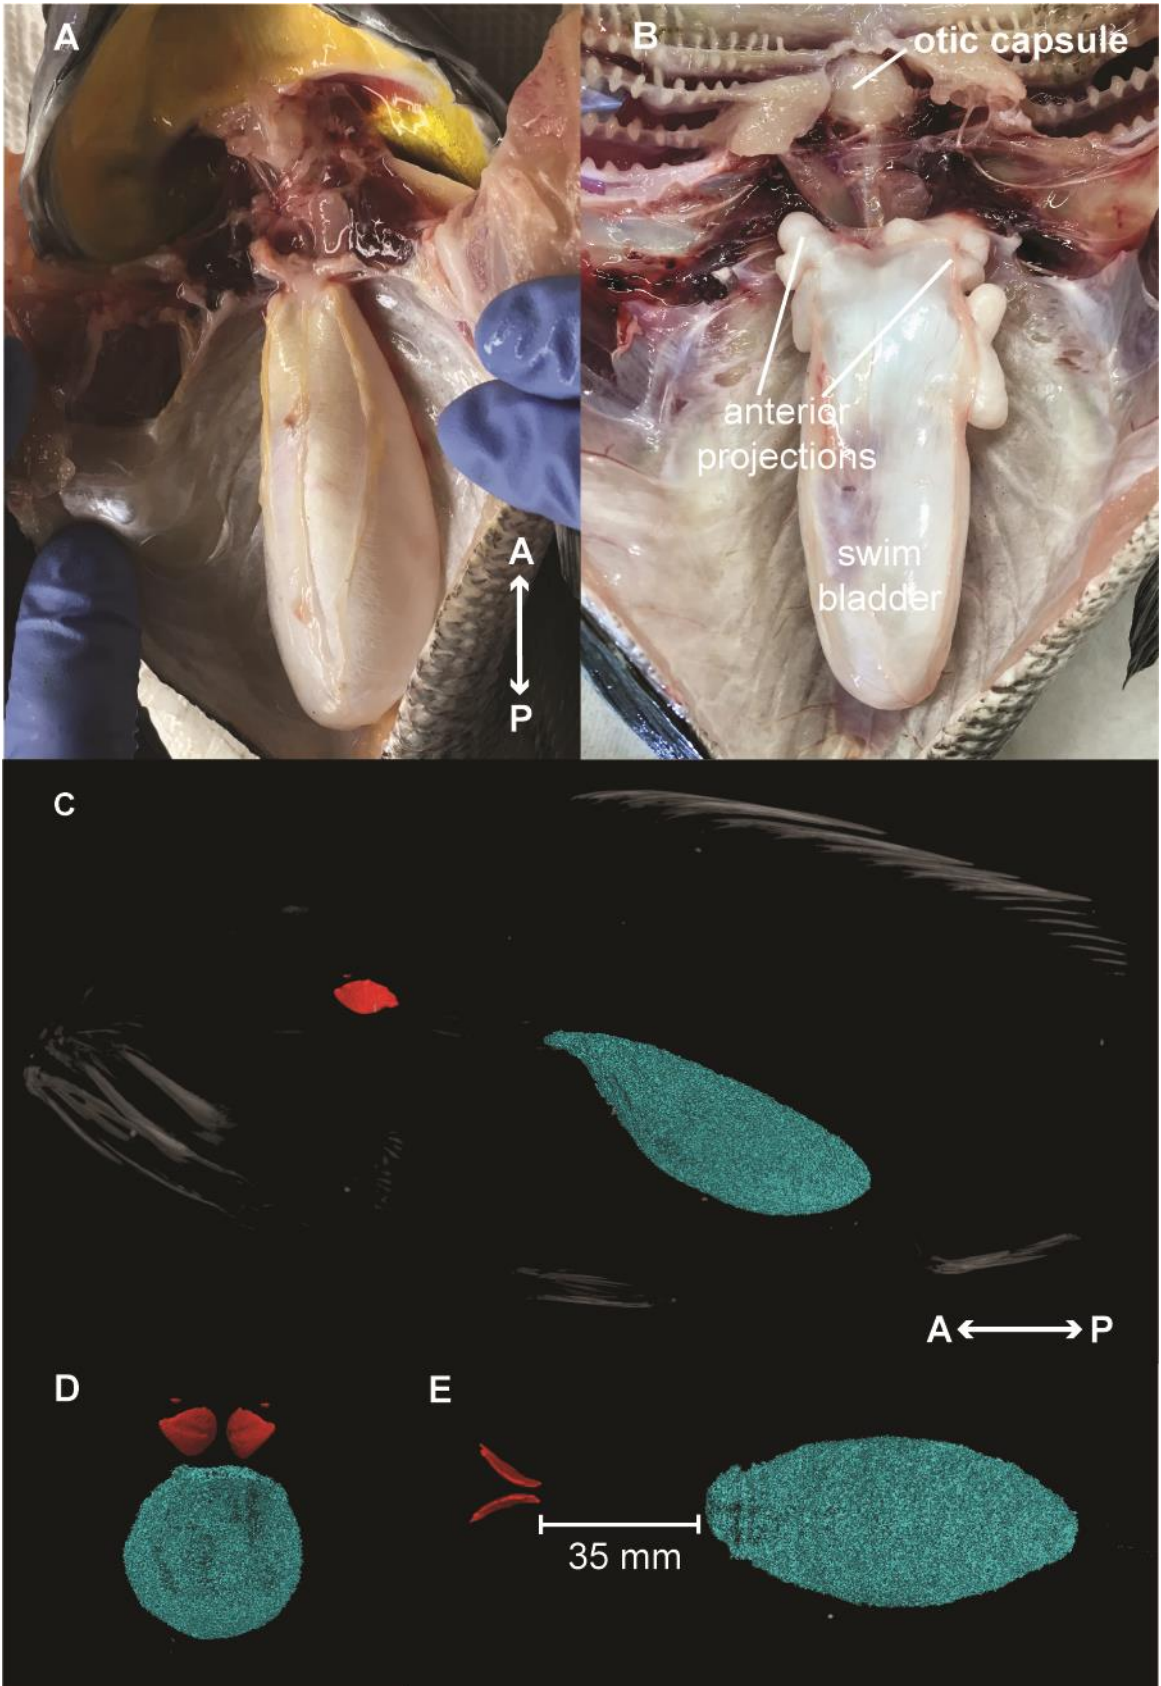 A
B
otic capsule
anterior
projections
swim
bladder
A
P
C
A
P
D
E
35 mm